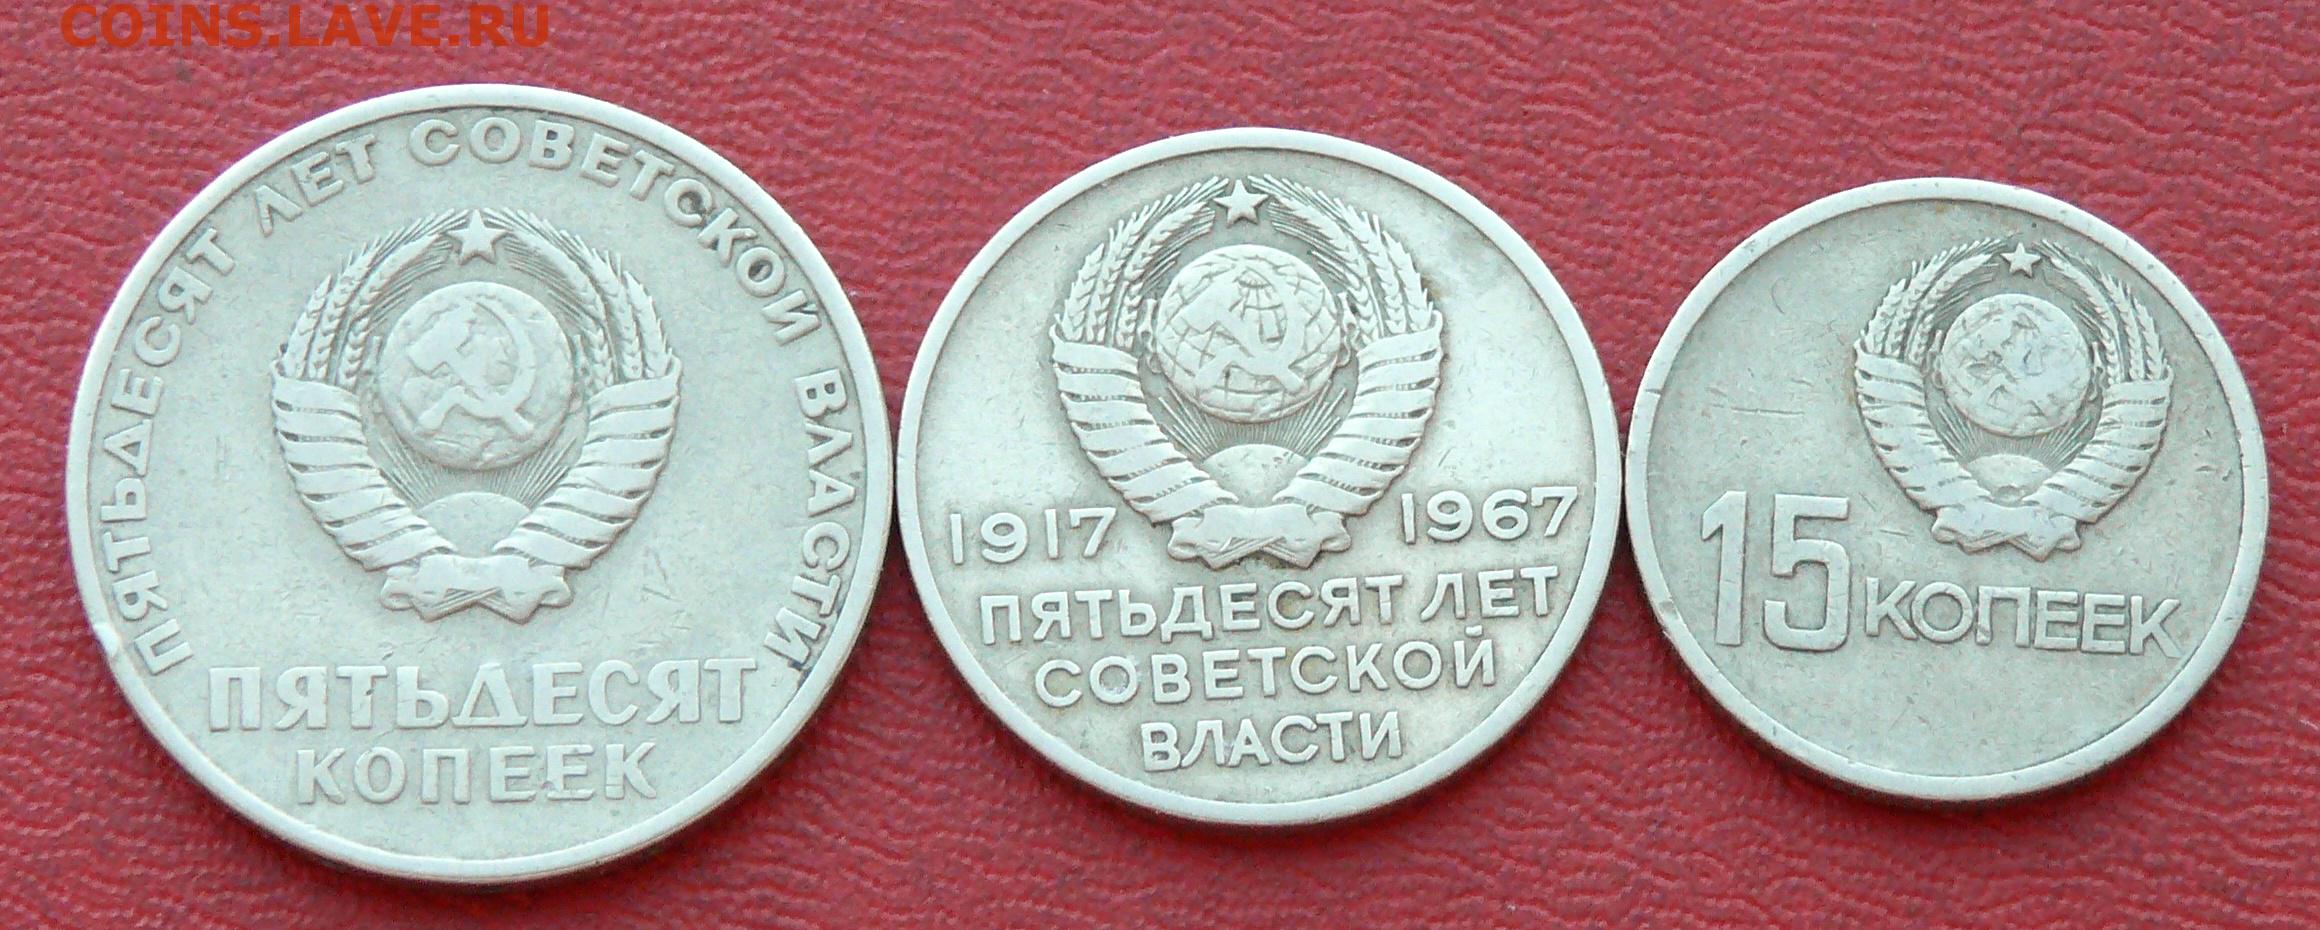 COINS.LAVE.RU
ПЯТЬДЕСЯТ ЛЕТ СОВЕТСКОЙ ВЛАСТИ
ПЯТЬДЕСЯТ
КОПЕЕК
1917 1967
ПЯТЬДЕСЯТ ЛЕТ
СОВЕТСКОЙ
ВЛАСТИ
15 КОПЕЕК